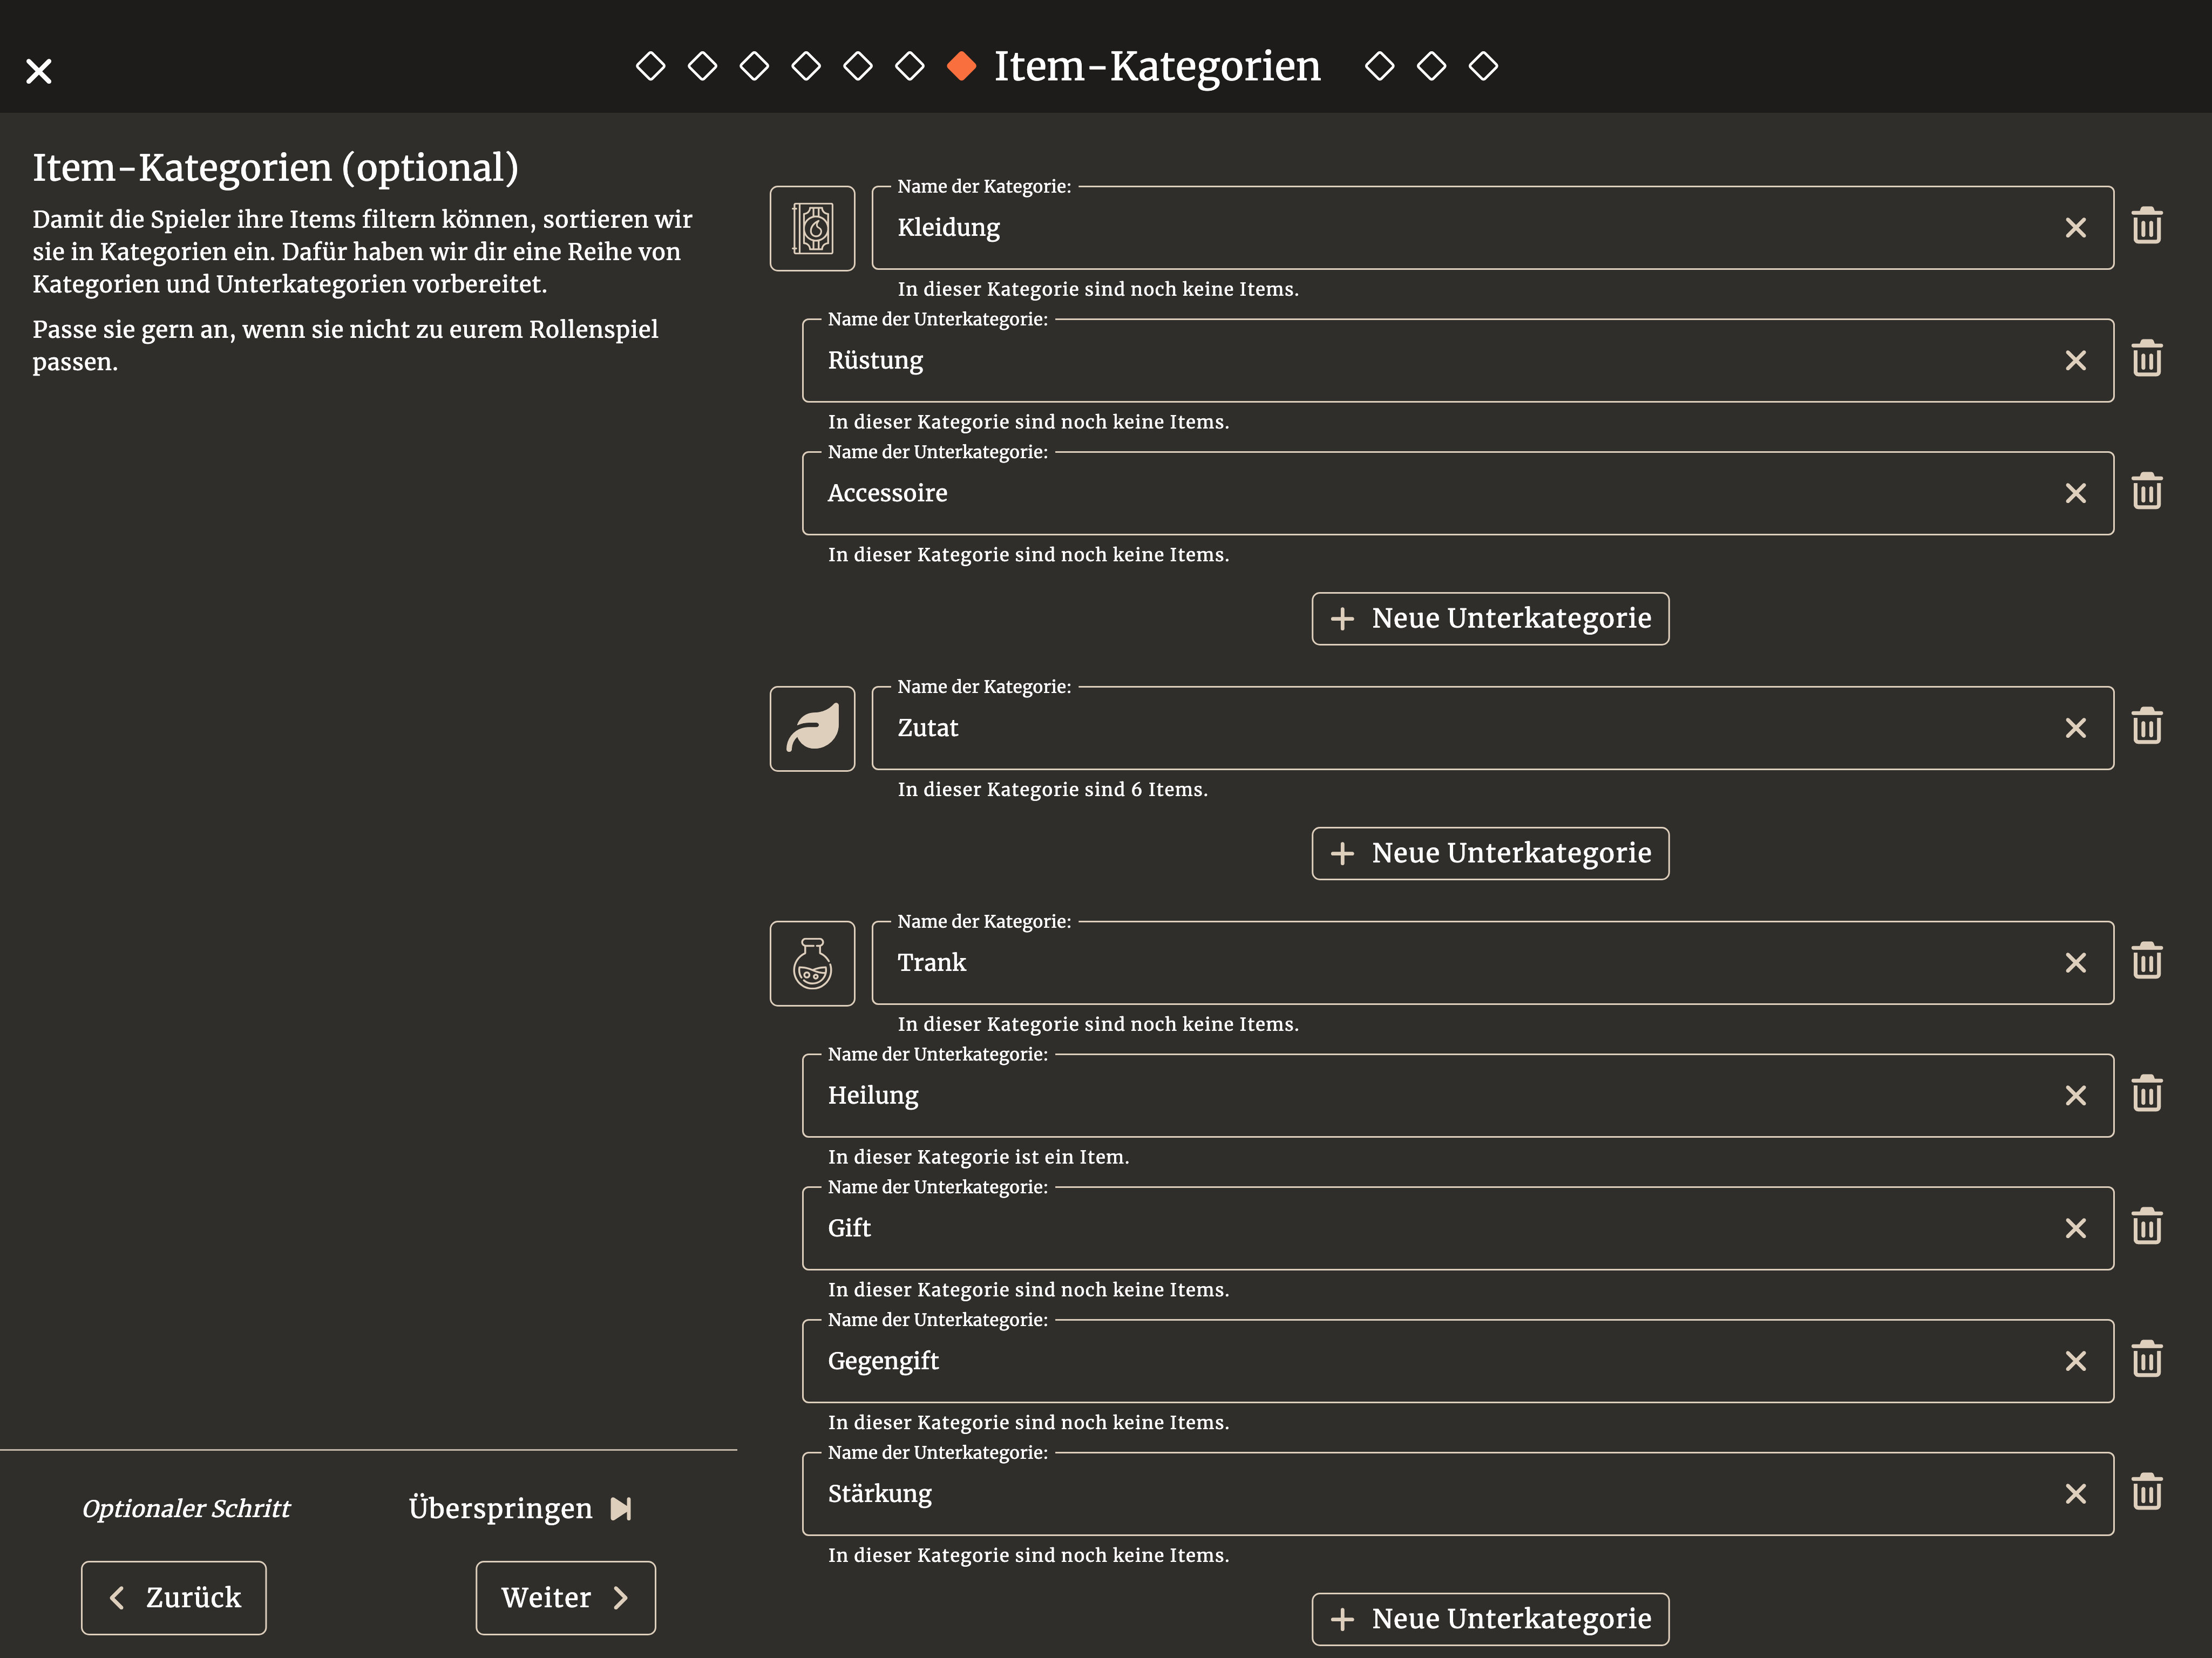 Item-Kategorien
Item-Kategorien (optional)
Damit die Spieler ihre Items filtern können, sortieren wir
sie in Kategorien ein. Dafür haben wir dir eine Reihe von
Kategorien und Unterkategorien vorbereitet.
Passe sie gern an, wenn sie nicht zu eurem Rollenspiel
passen.
Optionaler Schritt
Überspringen
Zurück
Weiter
Name der Kategorie:
Kleidung
In dieser Kategorie sind noch keine Items.
Name der Unterkategorie:
Rüstung
In dieser Kategorie sind noch keine Items.
Name der Unterkategorie:
Accessoire
In dieser Kategorie sind noch keine Items.
Neue Unterkategorie
Name der Kategorie:
Zutat
In dieser Kategorie sind 6 Items.
Neue Unterkategorie
Name der Kategorie:
Trank
In dieser Kategorie sind noch keine Items.
Name der Unterkategorie:
Heilung
In dieser Kategorie ist ein Item.
Name der Unterkategorie:
Gift
In dieser Kategorie sind noch keine Items.
Name der Unterkategorie:
Gegengift
In dieser Kategorie sind noch keine Items.
Name der Unterkategorie:
Stärkung
In dieser Kategorie sind noch keine Items.
Neue Unterkategorie